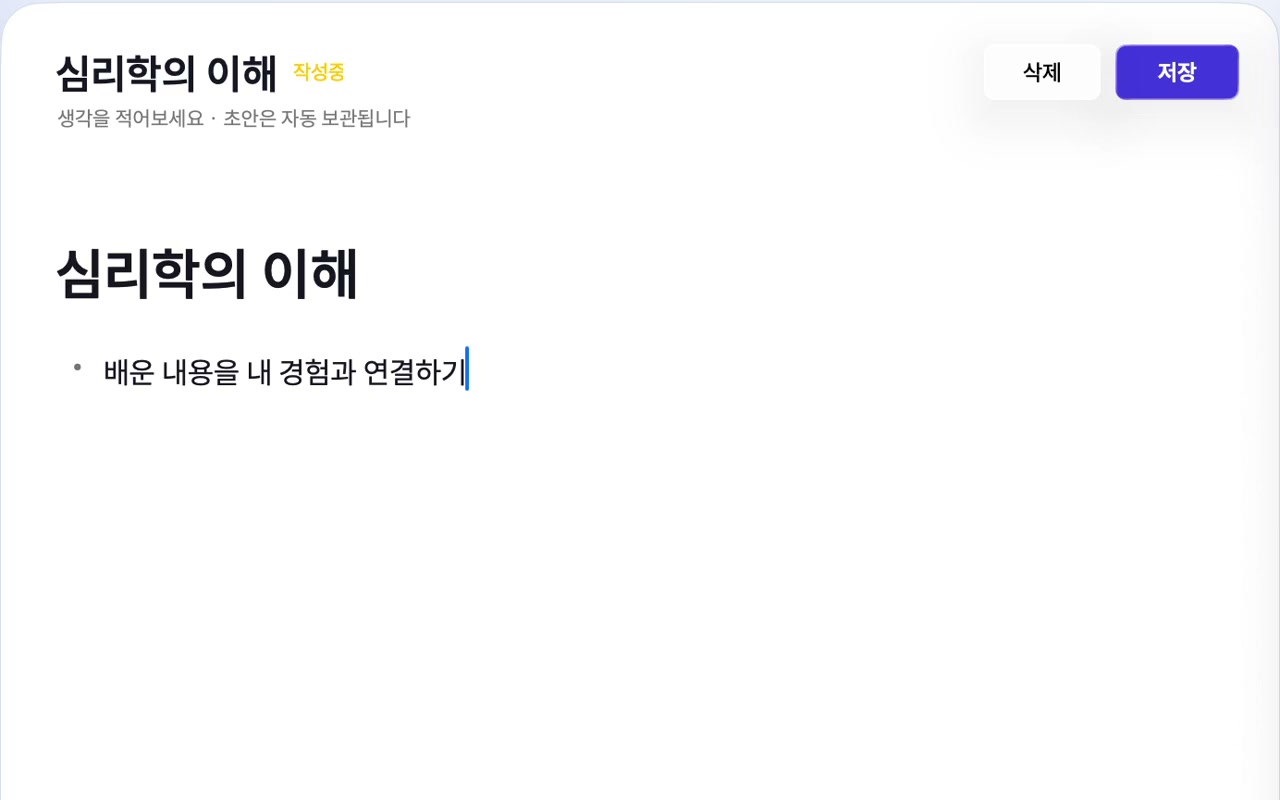 심리학의 이해 작성중
생각을 적어보세요 · 초안은 자동 보관됩니다
삭제
저장
심리학의 이해
• 배운 내용을 내 경험과 연결하기